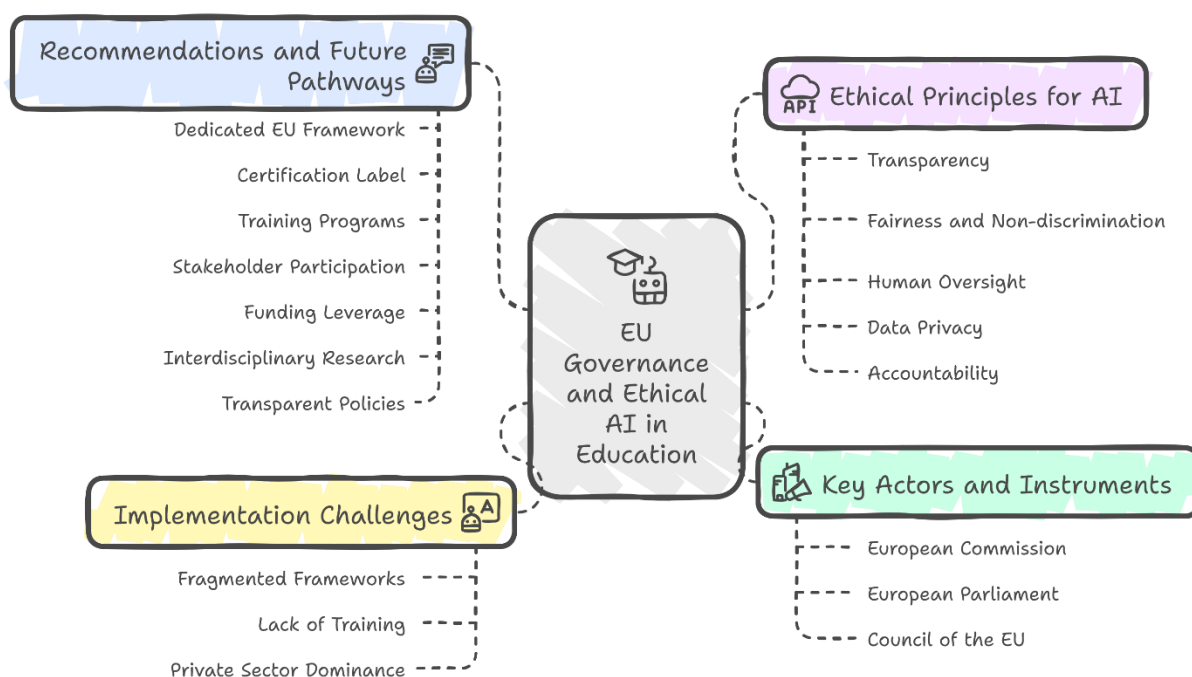 Recommendations and Future
Pathways
Dedicated EU Framework
Certification Label
Training Programs
Stakeholder Participation
Funding Leverage
Interdisciplinary Research
Transparent Policies
API
Ethical Principles for AI
Transparency
Fairness and Non-discrimination
Human Oversight
Data Privacy
Accountability
EU
Governance
and Ethical
AI in
Education
Implementation Challenges
A
Fragmented Frameworks
Lack of Training
Private Sector Dominance
Key Actors and Instruments
European Commission
European Parliament
Council of the EU